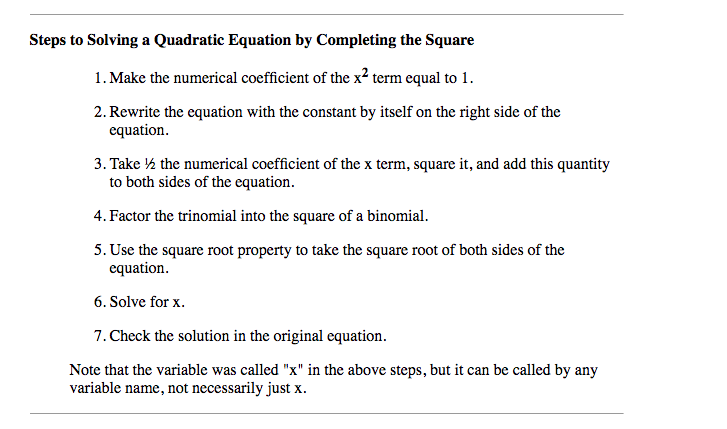 Steps to Solving a Quadratic Equation by Completing the Square
1. Make the numerical coefficient of the x² term equal to 1.
2. Rewrite the equation with the constant by itself on the right side of the
equation.
3. Take ½ the numerical coefficient of the x term, square it, and add this quantity
to both sides of the equation.
4. Factor the trinomial into the square of a binomial.
5. Use the square root property to take the square root of both sides of the
equation.
6. Solve for x.
7. Check the solution in the original equation.
Note that the variable was called "x" in the above steps, but it can be called by any
variable name, not necessarily just x.